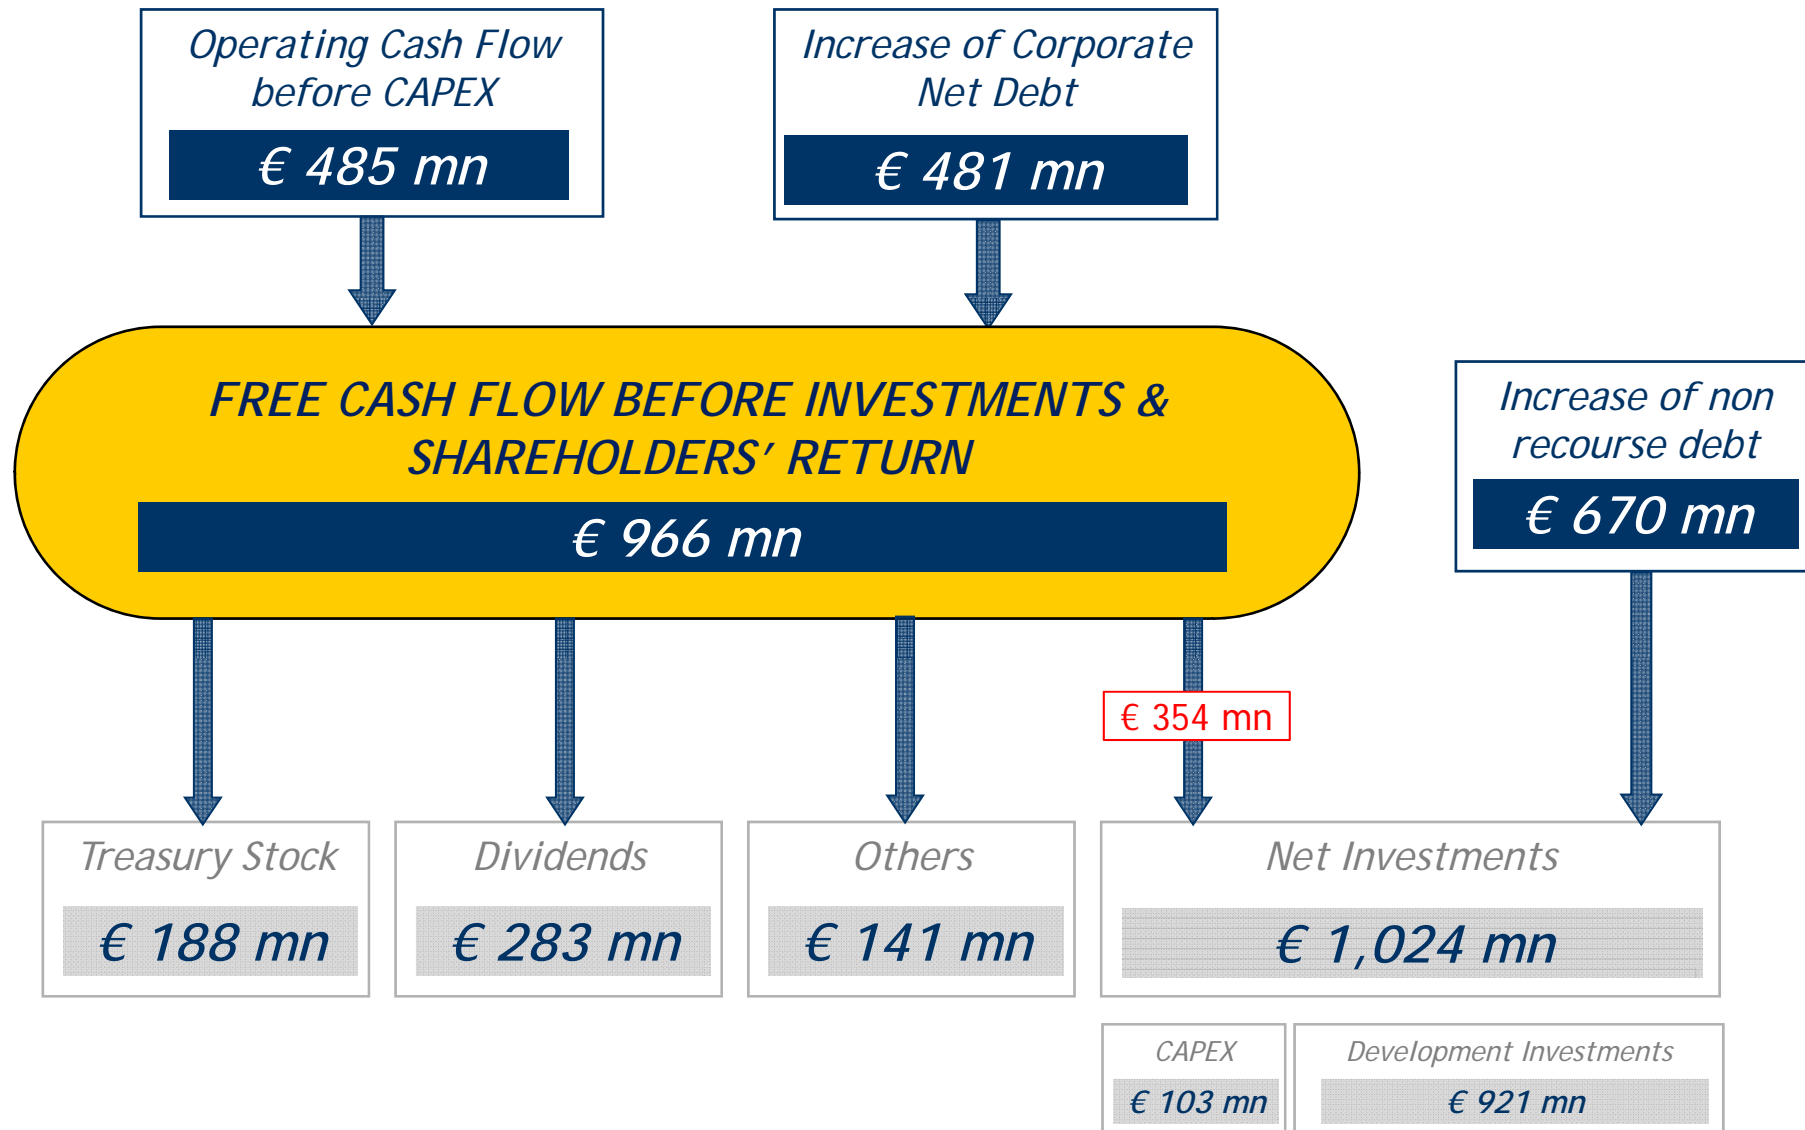 Operating Cash Flow
before CAPEX
€ 485 mn
Increase of Corporate
Net Debt
€ 481 mn
FREE CASH FLOW BEFORE INVESTMENTS &
SHAREHOLDERS’ RETURN
€ 966 mn
Increase of non
recourse debt
€ 670 mn
€ 354 mn
Treasury Stock
€ 188 mn
Dividends
€ 283 mn
Others
€ 141 mn
Net Investments
€ 1,024 mn
CAPEX
€ 103 mn
Development Investments
€ 921 mn